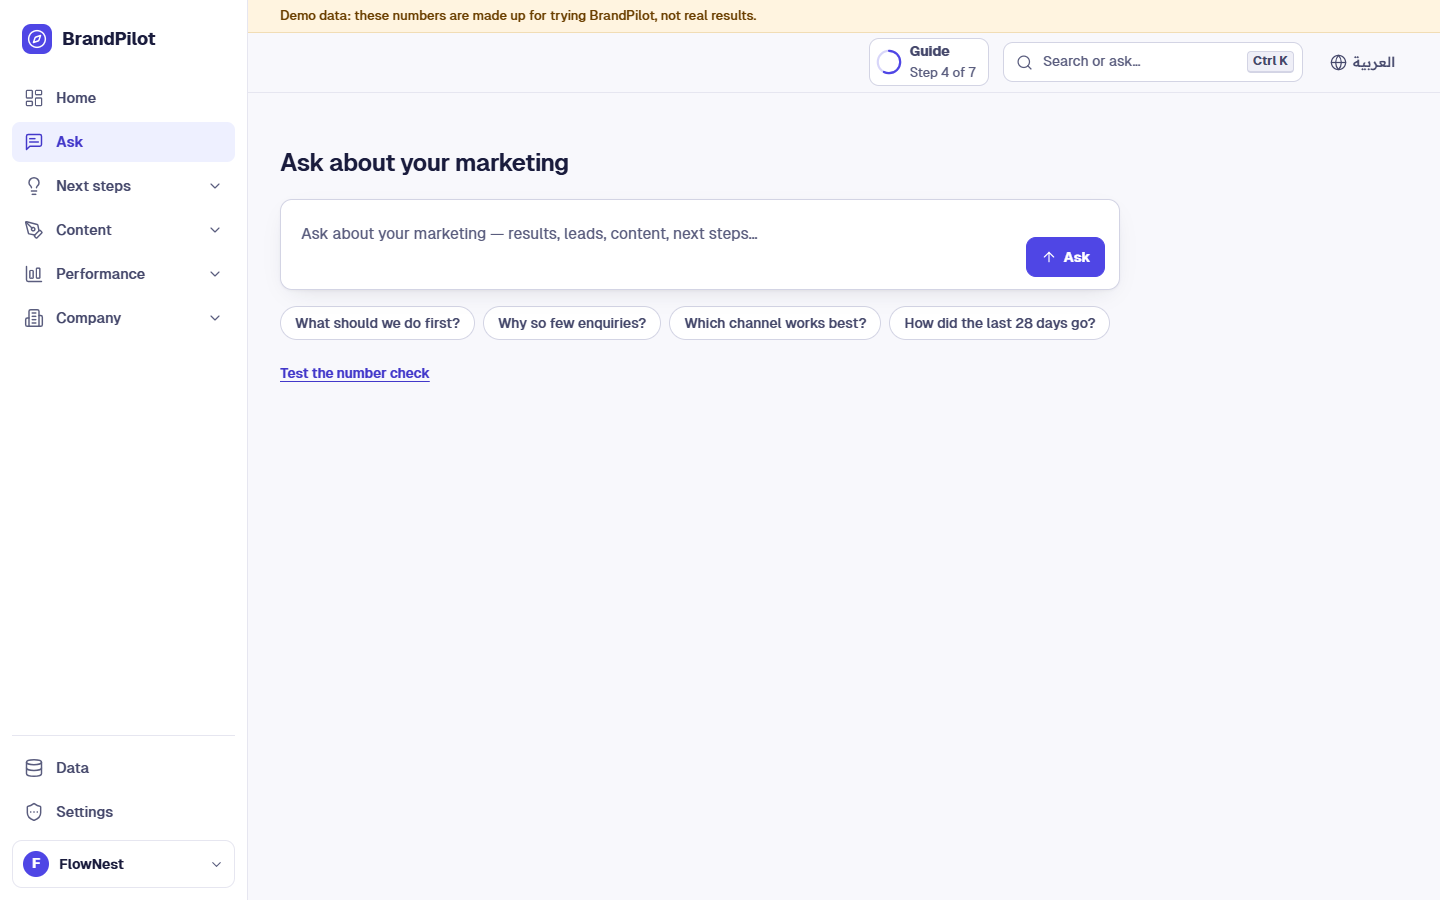 BrandPilot
Home
Ask
Next steps
Content
Performance
Company
Data
Settings
F
FlowNest
Demo data: these numbers are made up for trying BrandPilot, not real results.
Guide
Step 4 of 7
Search or ask…
Ctrl K
العربية
Ask about your marketing
Ask about your marketing — results, leads, content, next steps…
Ask
What should we do first?
Why so few enquiries?
Which channel works best?
How did the last 28 days go?
Test the number check